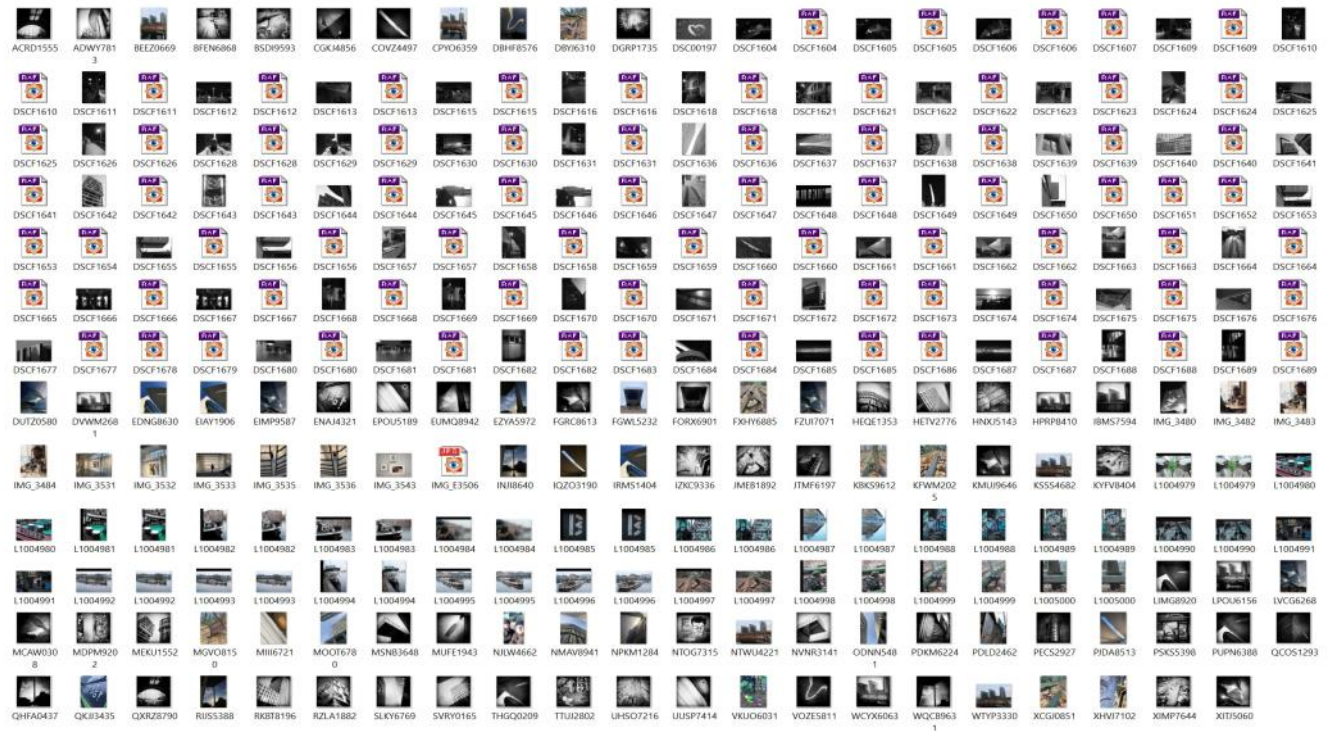 ACRD1555 ADWY7813 BEEZ0669 BFEN6868 BSDI9593 CGKJ4856 COVZ4497 CPYO6359 DBHF8576 DBYJ6310 DGRP1735 DSC00197 DSCF1604 DSCF1604 DSCF1605 DSCF1605 DSCF1606 DSCF1606 DSCF1607 DSCF1609 DSCF1609 DSCF1610
DSCF1610 DSCF1611 DSCF1611 DSCF1612 DSCF1612 DSCF1613 DSCF1613 DSCF1615 DSCF1615 DSCF1616 DSCF1616 DSCF1618 DSCF1618 DSCF1621 DSCF1621 DSCF1622 DSCF1622 DSCF1623 DSCF1623 DSCF1624 DSCF1624 DSCF1625
DSCF1625 DSCF1626 DSCF1626 DSCF1628 DSCF1628 DSCF1629 DSCF1629 DSCF1630 DSCF1630 DSCF1631 DSCF1631 DSCF1636 DSCF1636 DSCF1637 DSCF1637 DSCF1638 DSCF1638 DSCF1639 DSCF1639 DSCF1640 DSCF1640 DSCF1641
DSCF1641 DSCF1642 DSCF1642 DSCF1643 DSCF1643 DSCF1644 DSCF1644 DSCF1645 DSCF1645 DSCF1646 DSCF1646 DSCF1647 DSCF1647 DSCF1648 DSCF1648 DSCF1649 DSCF1649 DSCF1650 DSCF1650 DSCF1651 DSCF1652 DSCF1653
DSCF1653 DSCF1654 DSCF1655 DSCF1655 DSCF1656 DSCF1656 DSCF1657 DSCF1657 DSCF1658 DSCF1658 DSCF1659 DSCF1659 DSCF1660 DSCF1660 DSCF1661 DSCF1661 DSCF1662 DSCF1662 DSCF1663 DSCF1663 DSCF1664 DSCF1664
DSCF1665 DSCF1666 DSCF1666 DSCF1667 DSCF1667 DSCF1668 DSCF1668 DSCF1669 DSCF1669 DSCF1670 DSCF1670 DSCF1671 DSCF1671 DSCF1672 DSCF1672 DSCF1673 DSCF1674 DSCF1674 DSCF1675 DSCF1675 DSCF1676 DSCF1676
DSCF1677 DSCF1677 DSCF1678 DSCF1679 DSCF1680 DSCF1680 DSCF1681 DSCF1681 DSCF1682 DSCF1682 DSCF1683 DSCF1684 DSCF1684 DSCF1685 DSCF1685 DSCF1686 DSCF1687 DSCF1687 DSCF1688 DSCF1688 DSCF1689 DSCF1689
DUTZ0580 DVWM2681 EDNG8630 EIAY1906 EIMP9587 ENAJ4321 EPOU5189 EUMQ8942 EZYA5972 FGRC8613 FGWL5232 FORX6901 FXHY6885 FZUI7071 HEQE1353 HETV2776 HNXJ5143 HPRP8410 IBMS7594 IMG_3480 IMG_3482 IMG_3483
IMG_3484 IMG_3531 IMG_3532 IMG_3533 IMG_3535 IMG_3536 IMG_3543 IMG_E3506 INJI8640 IQZO3190 IRMS1404 IZKC9336 JMEB1892 JTMF6197 KBKS9612 KFWM2025 KMUJ9646 KSSS4682 KYFV8404 L1004979 L1004979 L1004980
L1004980 L1004981 L1004981 L1004982 L1004982 L1004983 L1004983 L1004984 L1004984 L1004985 L1004985 L1004986 L1004986 L1004987 L1004987 L1004988 L1004988 L1004989 L1004989 L1004990 L1004990 L1004991
L1004991 L1004992 L1004992 L1004993 L1004993 L1004994 L1004994 L1004995 L1004995 L1004996 L1004996 L1004997 L1004997 L1004998 L1004998 L1004999 L1004999 L1005000 L1005000 LIMG8920 LPOU6156 LVCG6268
MCAW0308 MDPM9202 MEKU1552 MGVO8150 MIII6721 MOOT6780 MSNB3648 MUFE1943 NJLW4662 NMAV8941 NPKM1284 NTOG7315 NTWU4221 NVNR3141 ODNN5481 PDKM6224 PDLD2462 PECS2927 PJDA8513 PSKS5398 PUPN6388 QCOS1293
QHFA0437 QKJJ3435 QXRZ8790 RIJS5388 RKBT8196 RZLA1882 SLKY6769 SVRY0165 THGQ0209 TTUJ2802 UHSO7216 UUSP7414 VKUO6031 VOZE5811 WCYX6063 WQCB9631 WTYP3330 XCGJ0851 XHVJ7102 XIMP7644 XITJ5060